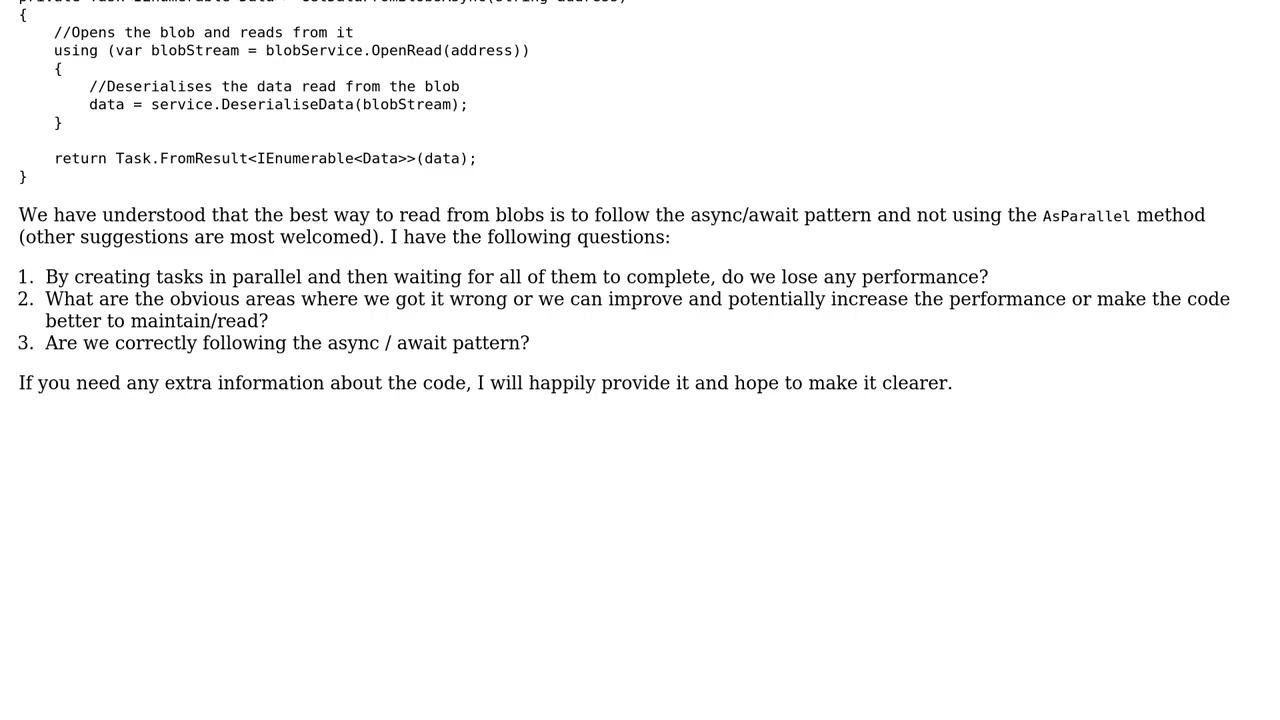 {
    //Opens the blob and reads from it
    using (var blobStream = blobService.OpenRead(address))
    {
        //Deserialises the data read from the blob
        data = service.DeserialiseData(blobStream);
    }
    return Task.FromResult<IEnumerable<Data>>(data);
}
We have understood that the best way to read from blobs is to follow the async/await pattern and not using the AsParallel method
(other suggestions are most welcomed). I have the following questions:
1. By creating tasks in parallel and then waiting for all of them to complete, do we lose any performance?
2. What are the obvious areas where we got it wrong or we can improve and potentially increase the performance or make the code
better to maintain/read?
3. Are we correctly following the async / await pattern?
If you need any extra information about the code, I will happily provide it and hope to make it clearer.